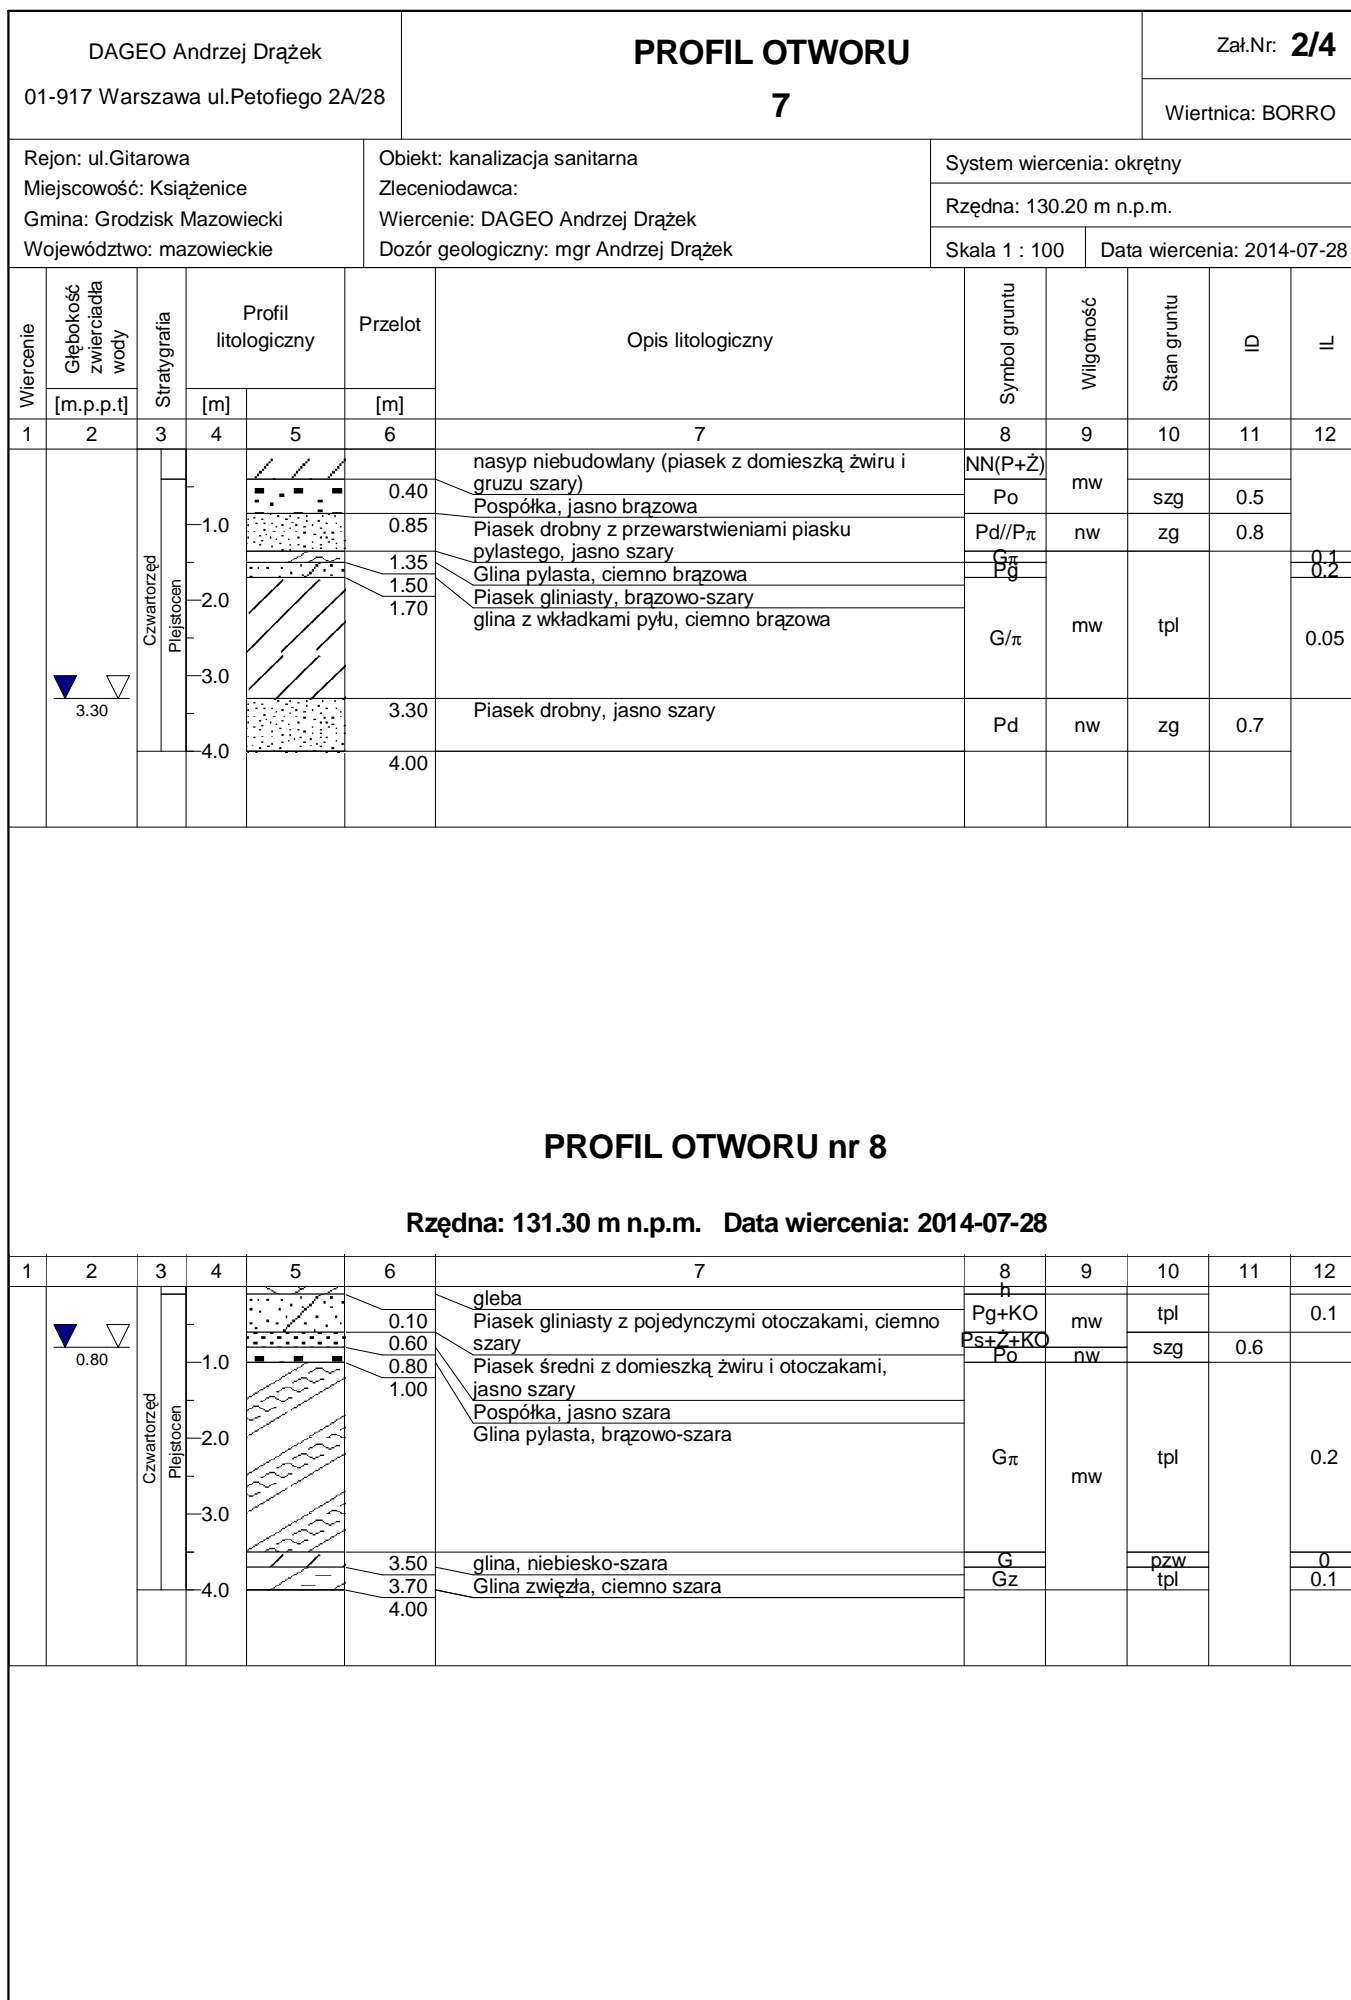 DAGEO Andrzej Drążek
01-917 Warszawa ul.Petofiego 2A/28
PROFIL OTWORU
7
Zał.Nr: 2/4
Wiertnica: BORRO
Rejon: ul.Gitarowa
Miejscowość: Książenice
Gmina: Grodzisk Mazowiecki
Województwo: mazowieckie
Obiekt: kanalizacja sanitarna
Zleceniodawca:
Wiercenie: DAGEO Andrzej Drążek
Dozór geologiczny: mgr Andrzej Drążek
System wiercenia: okrętny
Rzędna: 130.20 m n.p.m.
Skala 1 : 100 Data wiercenia: 2014-07-28
Wiercenie
Głębokość
zwierciadła
wody
[m.p.p.t]
Stratygrafia
Profil
litologiczny
[m]
Przelot
[m]
Opis litologiczny
Symbol gruntu
Wilgotność
Stan gruntu
ID
IL
1 2 3 4 5 6 7 8 9 10 11 12
3.30
Czwartorzęd
Plejstocen
1.0
2.0
3.0
4.0
0.40
0.85
1.35
1.50
1.70
3.30
4.00
nasyp niebudowlany (piasek z domieszką żwiru i
gruzu szary)
Pospółka, jasno brązowa
Piasek drobny z przewarstwieniami piasku
pylastego, jasno szary
Glina pylasta, ciemno brązowa
Piasek gliniasty, brązowo-szary
glina z wkładkami pyłu, ciemno brązowa
Piasek drobny, jasno szary
NN(P+Ż)
Po
Pd//Pπ
Gπ
Pg
G/π
Pd
mw
nw
mw
nw
szg
zg
tpl
zg
0.5
0.8
0.7
0.1
0.2
0.05
PROFIL OTWORU nr 8
Rzędna: 131.30 m n.p.m. Data wiercenia: 2014-07-28
1 2 3 4 5 6 7 8 9 10 11 12
0.80
Czwartorzęd
Plejstocen
1.0
2.0
3.0
4.0
0.10
0.60
0.80
1.00
3.50
3.70
4.00
gleba
Piasek gliniasty z pojedynczymi otoczakami, ciemno
szary
Piasek średni z domieszką żwiru i otoczakami,
jasno szary
Pospółka, jasno szara
Glina pylasta, brązowo-szara
glina, niebiesko-szara
Glina zwięzła, ciemno szara
h
Pg+KO
Ps+Ż+KO
Po
Gπ
G
Gz
mw
nw
mw
tpl
szg
tpl
pzw
tpl
0.6
0.1
0.2
0
0.1